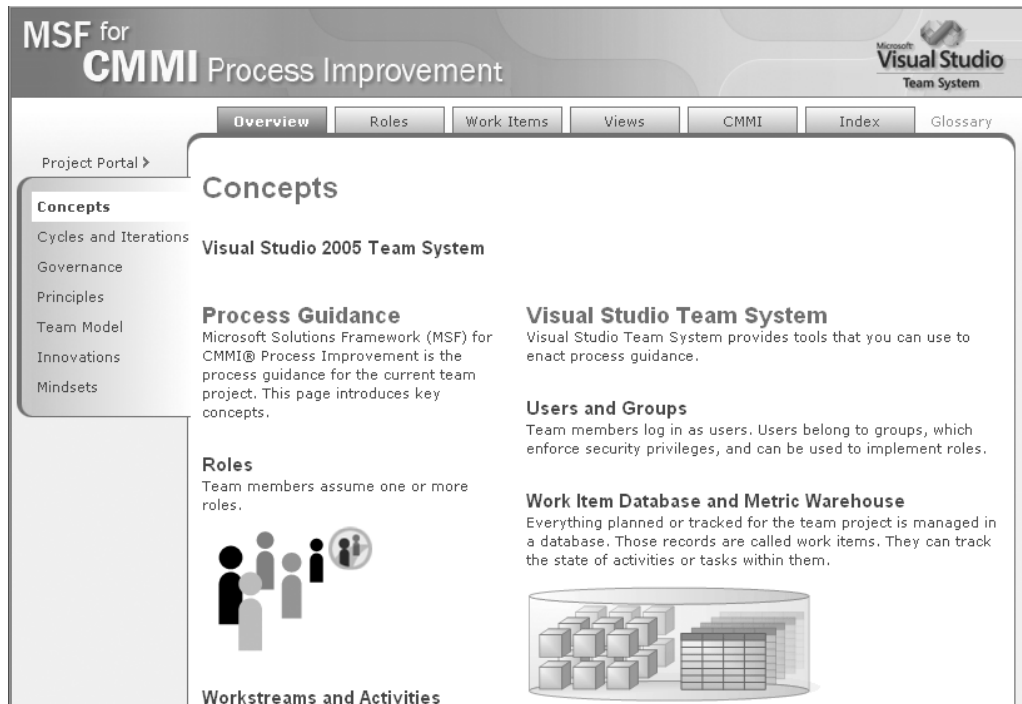 MSF for
CMMI Process Improvement
Microsoft
Visual Studio
Team System
Overview
Roles
Work Items
Views
CMMI
Index
Glossary
Project Portal >
Concepts
Cycles and Iterations
Governance
Principles
Team Model
Innovations
Mindsets
Concepts
Visual Studio 2005 Team System
Process Guidance
Microsoft Solutions Framework (MSF) for
CMMI® Process Improvement is the
process guidance for the current team
project. This page introduces key
concepts.
Roles
Team members assume one or more
roles.
Workstreams and Activities
Visual Studio Team System
Visual Studio Team System provides tools that you can use to
enact process guidance.
Users and Groups
Team members log in as users. Users belong to groups, which
enforce security privileges, and can be used to implement roles.
Work Item Database and Metric Warehouse
Everything planned or tracked for the team project is managed in
a database. Those records are called work items. They can track
the state of activities or tasks within them.